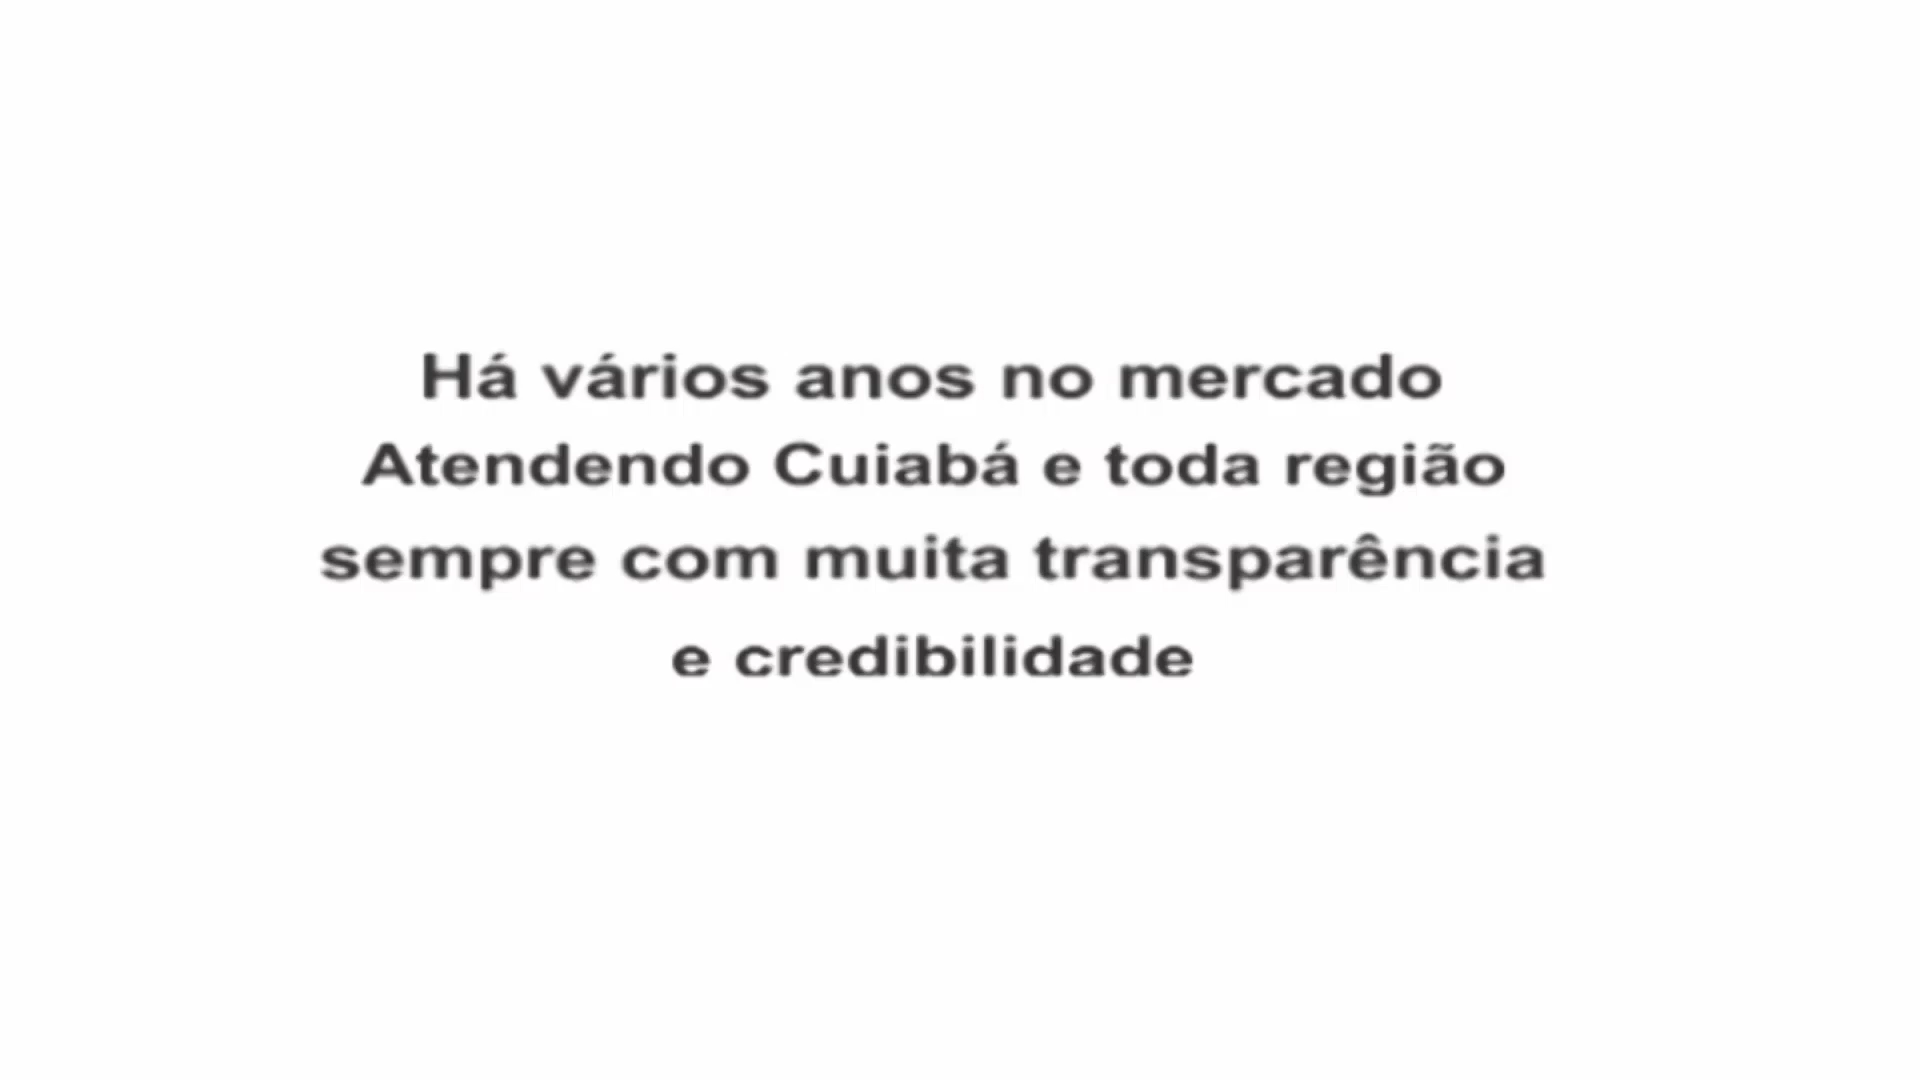 Há vários anos no mercado
Atendendo Cuiabá e toda região
sempre com muita transparência
e credibilidade